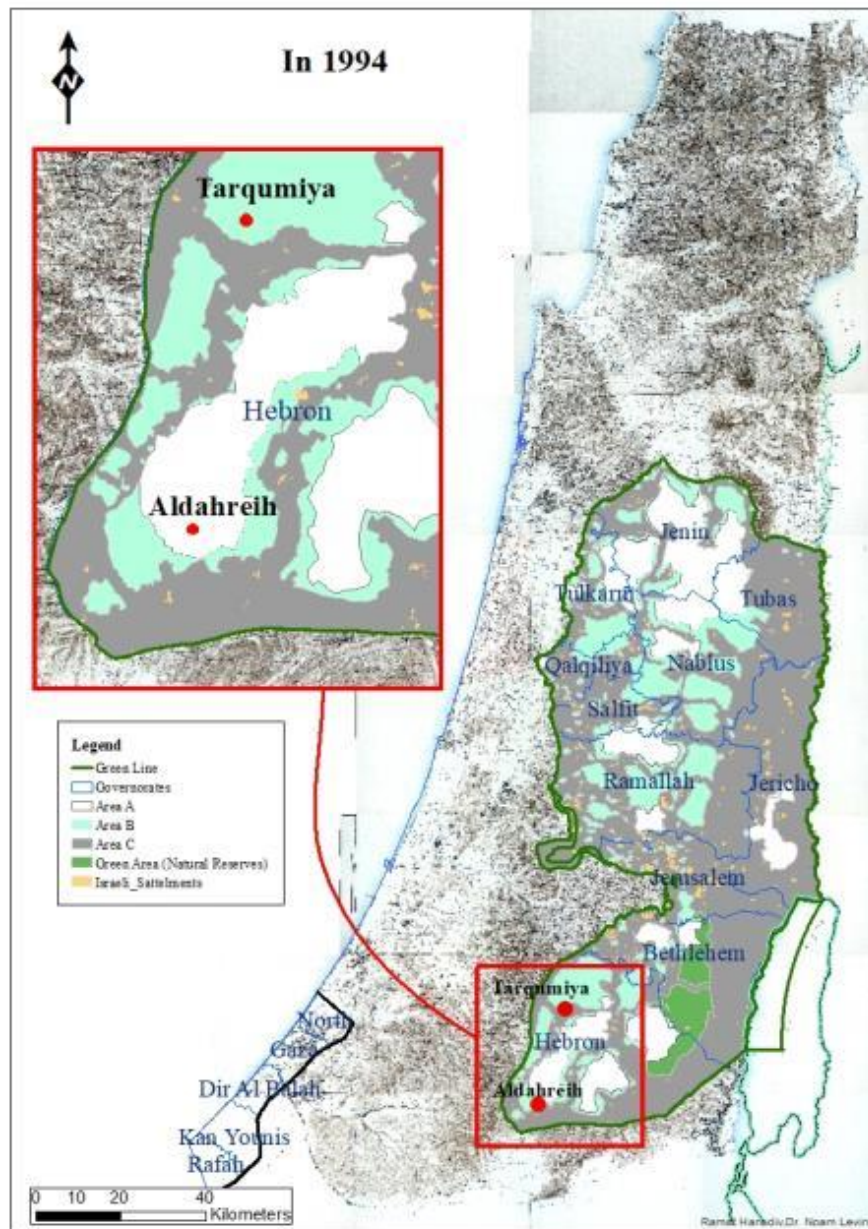 In 1994
N
Tarqumiya
Hebron
Aldahreih
Legend
Green Line
Governorates
Area A
Area B
Area C
Green Area (Natural Reserves)
Israeli_Sattelments
Jenin
Tulkarm
Tubas
Qalqiliya
Nablus
Salfit
Ramallah
Jericho
Jerusalem
Bethlehem
Tarqumiya
Hebron
Aldahreih
North
Gaza
Dir Al Balah
Kan Younis
Rafah
0 10 20 40
Kilometers